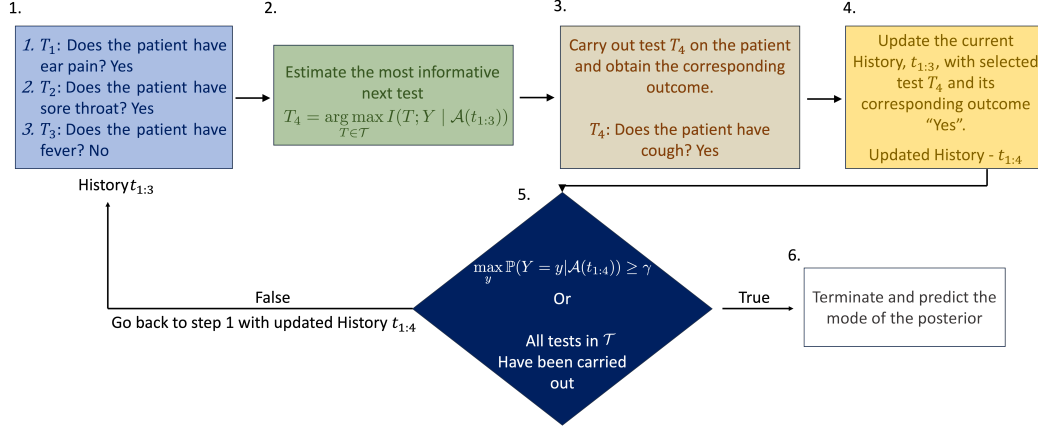 1.
1. T₁: Does the patient have
ear pain? Yes
2. T₂: Does the patient have
sore throat? Yes
3. T₃: Does the patient have
fever? No
History t₁:₃
2.
Estimate the most informative
next test
T₄ = arg max I(T; Y | 𝒜(t₁:₃))
T∈𝒯
3.
Carry out test T₄ on the patient
and obtain the corresponding
outcome.
T₄: Does the patient have
cough? Yes
4.
Update the current
History, t₁:₃, with selected
test T₄ and its
corresponding outcome
“Yes”.
Updated History - t₁:₄
5.
max ℙ(Y = y|𝒜(t₁:₄)) ≥ γ
y
Or
All tests in 𝒯
Have been carried
out
False
Go back to step 1 with updated History t₁:₄
True
6.
Terminate and predict the
mode of the posterior